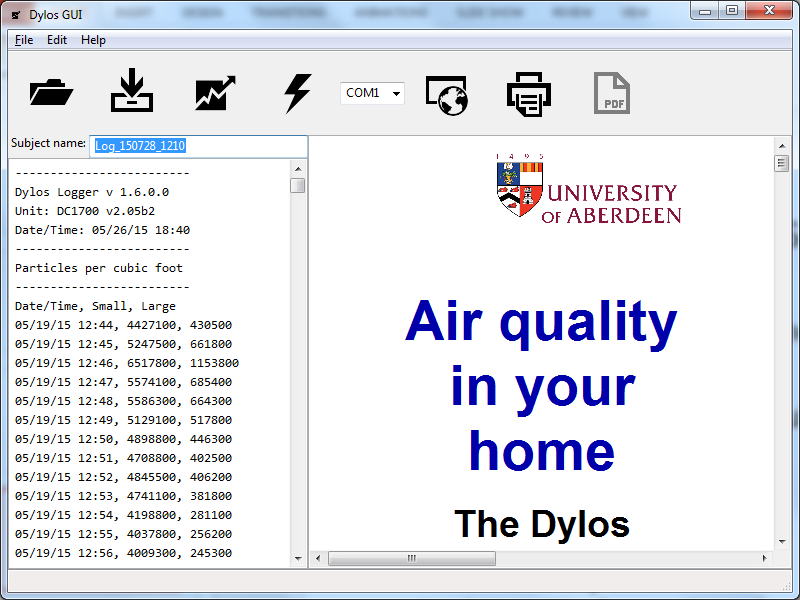 Dylos GUI
File Edit Help
COM1
PDF
Subject name: Log_150728_1210
-------------------------
Dylos Logger v 1.6.0.0
Unit: DC1700 v2.05b2
Date/Time: 05/26/15 18:40
-------------------------
Particles per cubic foot
-------------------------
Date/Time, Small, Large
05/19/15 12:44, 4427100, 430500
05/19/15 12:45, 5247500, 661800
05/19/15 12:46, 6517800, 1153800
05/19/15 12:47, 5574100, 685400
05/19/15 12:48, 5586300, 664300
05/19/15 12:49, 5129100, 517800
05/19/15 12:50, 4898800, 446300
05/19/15 12:51, 4708800, 402500
05/19/15 12:52, 4845500, 406200
05/19/15 12:53, 4741100, 381800
05/19/15 12:54, 4198800, 281100
05/19/15 12:55, 4037800, 256200
05/19/15 12:56, 4009300, 245300
1 4 9 5
UNIVERSITY
OF ABERDEEN
Air quality
in your
home
The Dylos